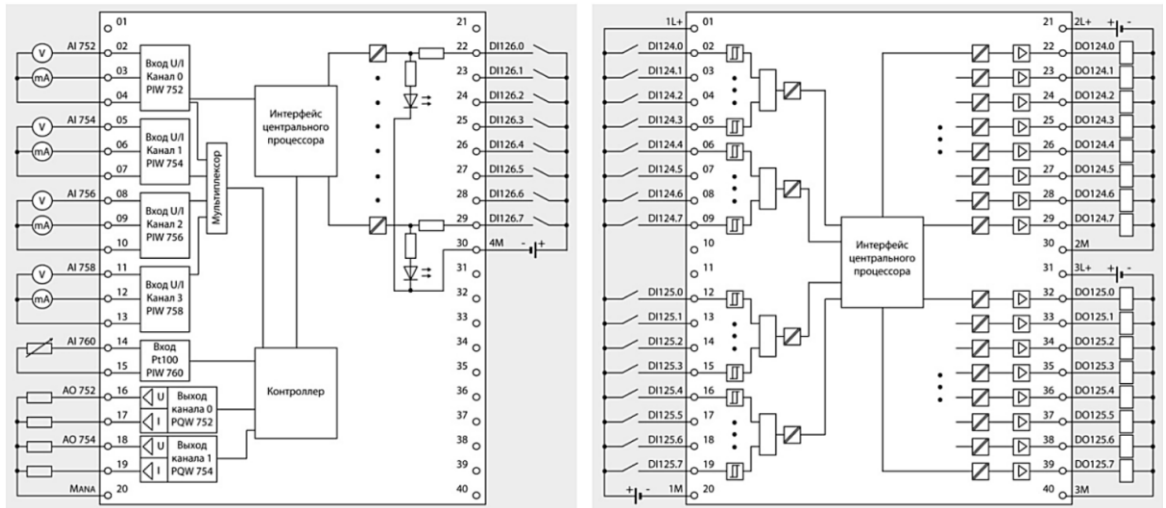 01
AI 752
02
03
04
Вход U/I
Канал 0
PIW 752
AI 754
05
06
07
Вход U/I
Канал 1
PIW 754
AI 756
08
09
10
Вход U/I
Канал 2
PIW 756
AI 758
11
12
13
Вход U/I
Канал 3
PIW 758
AI 760
14
15
Вход
Pt100
PIW 760
AO 752
16
17
U
I
Выход
канала 0
PQW 752
AO 754
18
19
U
I
Выход
канала 1
PQW 754
MANA
20
V
mA
V
mA
V
mA
V
mA
Мультиплексор
Интерфейс
центрального
процессора
Контроллер
21
22 DI126.0
23 DI126.1
24 DI126.2
25 DI126.3
26 DI126.4
27 DI126.5
28 DI126.6
29 DI126.7
30 4M - +
31
32
33
34
35
36
37
38
39
40
1L+ 01
DI124.0 02
DI124.1 03
DI124.2 04
DI124.3 05
DI124.4 06
DI124.5 07
DI124.6 08
DI124.7 09
10
11
DI125.0 12
DI125.1 13
DI125.2 14
DI125.3 15
DI125.4 16
DI125.5 17
DI125.6 18
DI125.7 19
+ - 1M 20
Интерфейс
центрального
процессора
21 2L+ + -
22 DO124.0
23 DO124.1
24 DO124.2
25 DO124.3
26 DO124.4
27 DO124.5
28 DO124.6
29 DO124.7
30 2M
31 3L+ + -
32 DO125.0
33 DO125.1
34 DO125.2
35 DO125.3
36 DO125.4
37 DO125.5
38 DO125.6
39 DO125.7
40 3M